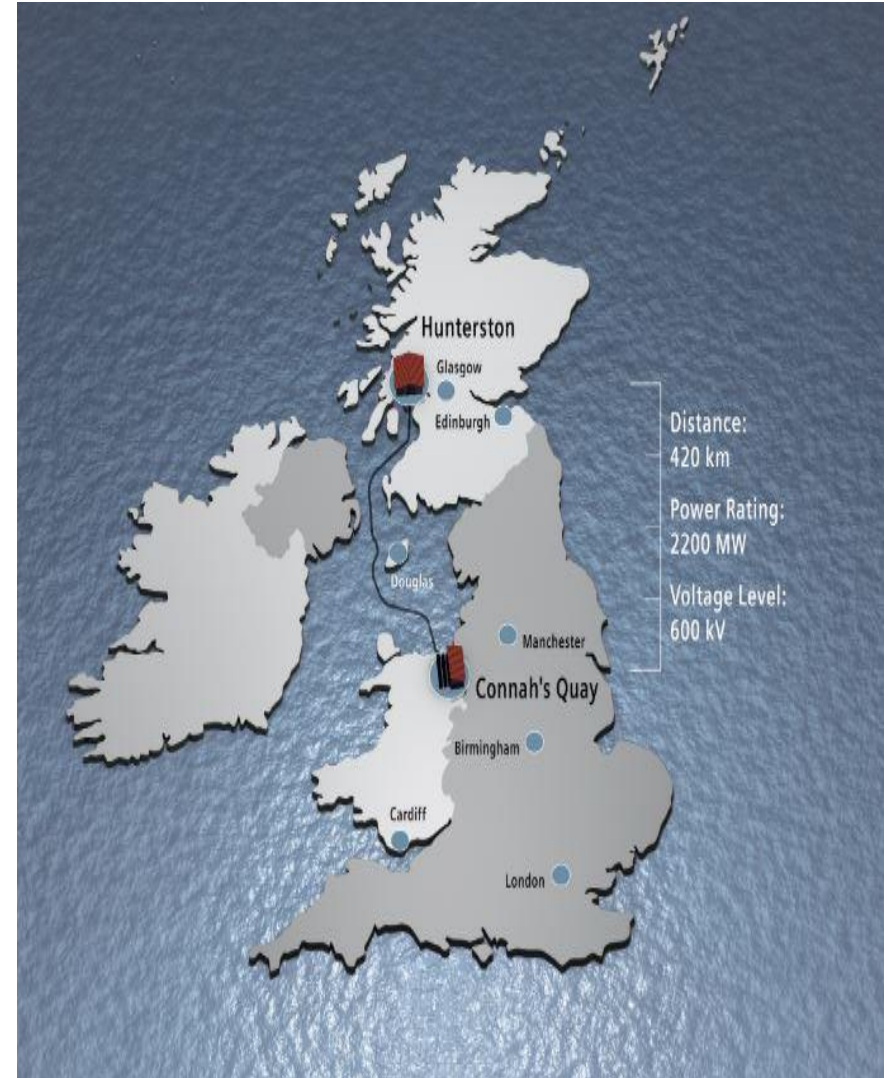 Hunterston
Glasgow
Edinburgh
Distance:
420 km
Power Rating:
2200 MW
Douglas
Voltage Level:
600 kV
Manchester
Connah's Quay
Birmingham
Cardiff
London